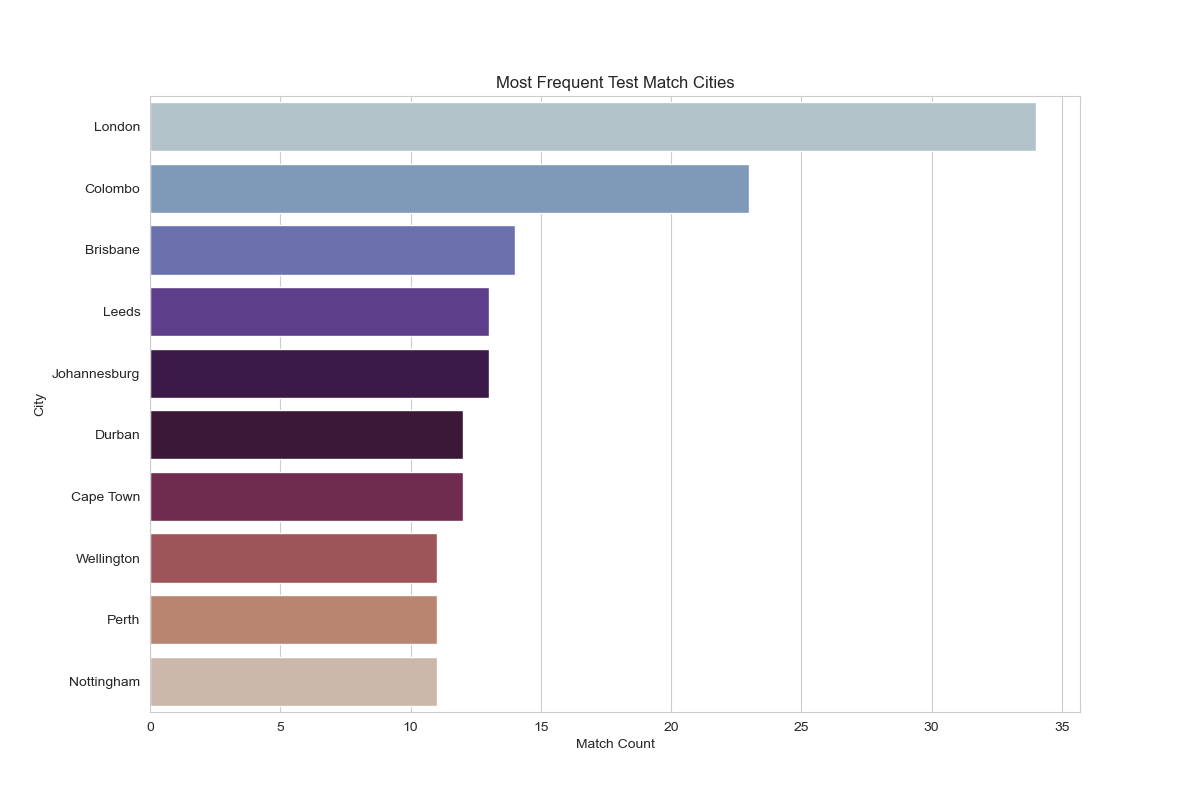 Most Frequent Test Match Cities
London
Colombo
Brisbane
Leeds
Johannesburg
Durban
Cape Town
Wellington
Perth
Nottingham
City
0 5 10 15 20 25 30 35
Match Count